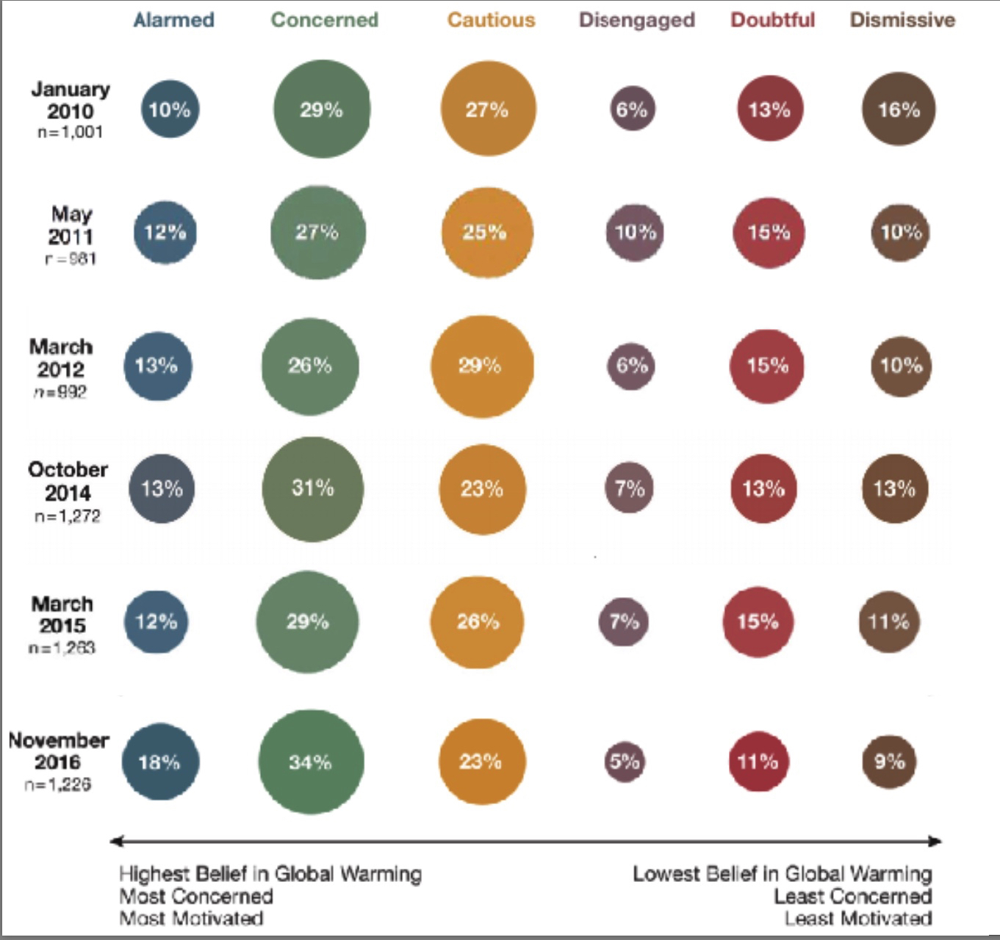 Alarmed Concerned Cautious Disengaged Doubtful Dismissive
January
2010
n=1,001
10% 29% 27% 6% 13% 16%
May
2011
n=981
12% 27% 25% 10% 15% 10%
March
2012
n=992
13% 26% 29% 6% 15% 10%
October
2014
n=1,272
13% 31% 23% 7% 13% 13%
March
2015
n=1,263
12% 29% 26% 7% 15% 11%
November
2016
n=1,226
18% 34% 23% 5% 11% 9%
Highest Belief in Global Warming
Most Concerned
Most Motivated
Lowest Belief in Global Warming
Least Concerned
Least Motivated